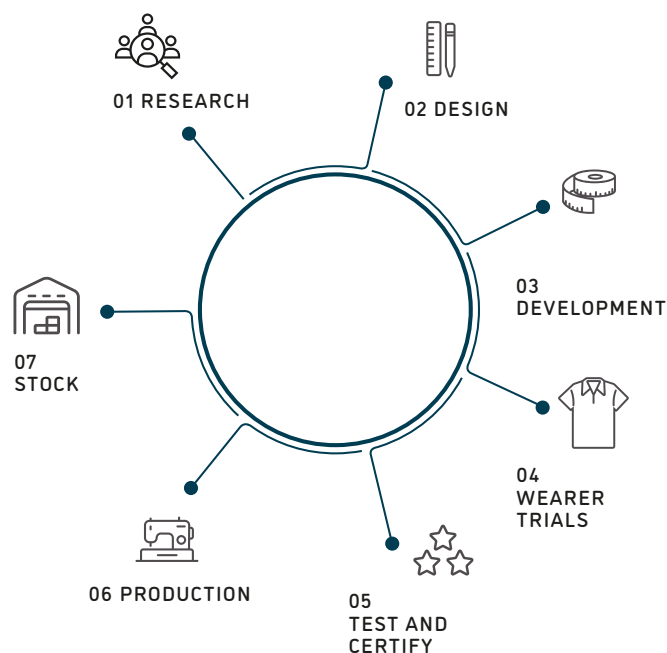 01 RESEARCH
02 DESIGN
03
DEVELOPMENT
04
WEARER
TRIALS
05
TEST AND
CERTIFY
06 PRODUCTION
07
STOCK